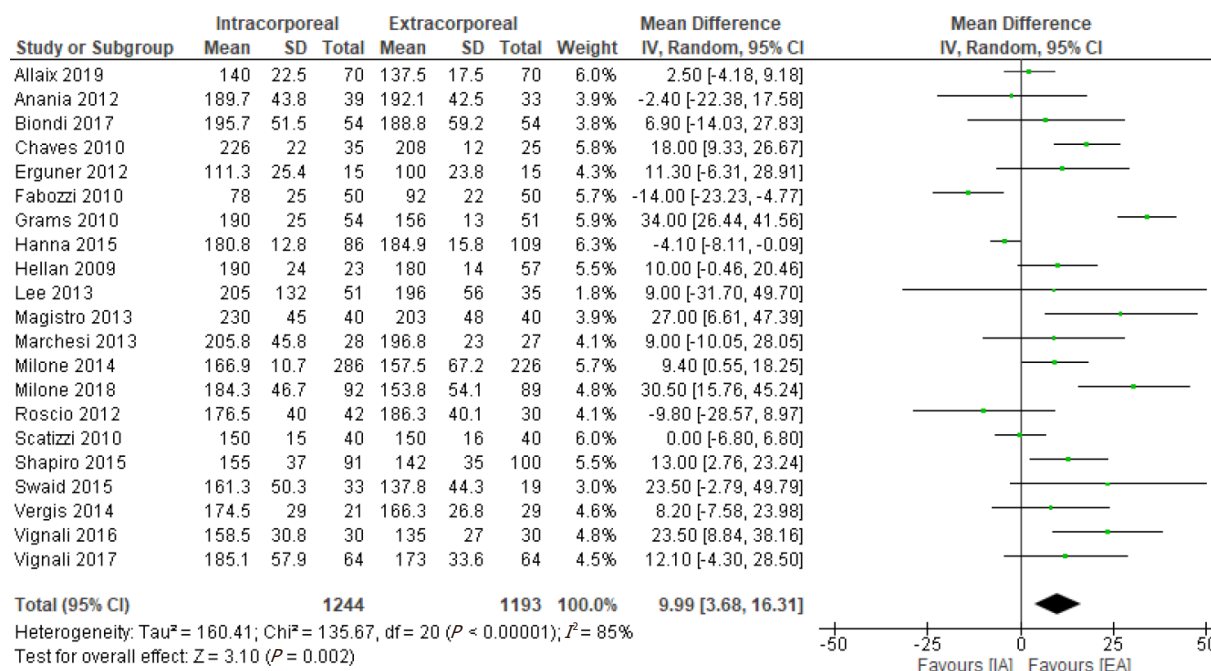 Intracorporeal Extracorporeal Mean Difference Mean Difference
Study or Subgroup Mean SD Total Mean SD Total Weight IV, Random, 95% CI IV, Random, 95% CI
Allaix 2019 140 22.5 70 137.5 17.5 70 6.0% 2.50 [-4.18, 9.18]
Anania 2012 189.7 43.8 39 192.1 42.5 33 3.9% -2.40 [-22.38, 17.58]
Biondi 2017 195.7 51.5 54 188.8 59.2 54 3.8% 6.90 [-14.03, 27.83]
Chaves 2010 226 22 35 208 12 25 5.8% 18.00 [9.33, 26.67]
Erguner 2012 111.3 25.4 15 100 23.8 15 4.3% 11.30 [-6.31, 28.91]
Fabozzi 2010 78 25 50 92 22 50 5.7% -14.00 [-23.23, -4.77]
Grams 2010 190 25 54 156 13 51 5.9% 34.00 [26.44, 41.56]
Hanna 2015 180.8 12.8 86 184.9 15.8 109 6.3% -4.10 [-8.11, -0.09]
Hellan 2009 190 24 23 180 14 57 5.5% 10.00 [-0.46, 20.46]
Lee 2013 205 132 51 196 56 35 1.8% 9.00 [-31.70, 49.70]
Magistro 2013 230 45 40 203 48 40 3.9% 27.00 [6.61, 47.39]
Marchesi 2013 205.8 45.8 28 196.8 23 27 4.1% 9.00 [-10.05, 28.05]
Milone 2014 166.9 10.7 286 157.5 67.2 226 5.7% 9.40 [0.55, 18.25]
Milone 2018 184.3 46.7 92 153.8 54.1 89 4.8% 30.50 [15.76, 45.24]
Roscio 2012 176.5 40 42 186.3 40.1 30 4.1% -9.80 [-28.57, 8.97]
Scatizzi 2010 150 15 40 150 16 40 6.0% 0.00 [-6.80, 6.80]
Shapiro 2015 155 37 91 142 35 100 5.5% 13.00 [2.76, 23.24]
Swaid 2015 161.3 50.3 33 137.8 44.3 19 3.0% 23.50 [-2.79, 49.79]
Vergis 2014 174.5 29 21 166.3 26.8 29 4.6% 8.20 [-7.58, 23.98]
Vignali 2016 158.5 30.8 30 135 27 30 4.8% 23.50 [8.84, 38.16]
Vignali 2017 185.1 57.9 64 173 33.6 64 4.5% 12.10 [-4.30, 28.50]
Total (95% CI) 1244 1193 100.0% 9.99 [3.68, 16.31]
Heterogeneity: Tau² = 160.41; Chi² = 135.67, df = 20 (P < 0.00001); I² = 85%
Test for overall effect: Z = 3.10 (P = 0.002)
-50 -25 0 25 50
Favours [IA] Favours [EA]